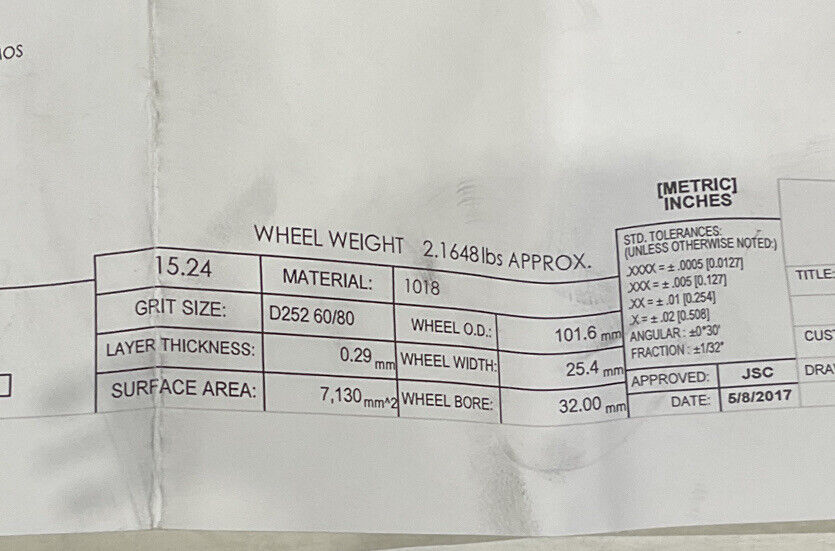 [METRIC]
INCHES
WHEEL WEIGHT 2.1648lbs APPROX.
15.24
MATERIAL: 1018
GRIT SIZE: D252 60/80
WHEEL O.D.: 101.6 mm
LAYER THICKNESS: 0.29 mm
WHEEL WIDTH: 25.4 mm
SURFACE AREA: 7,130 mm^2
WHEEL BORE: 32.00 mm
STD. TOLERANCES:
(UNLESS OTHERWISE NOTED:)
.XXXX = ± .0005 [0.0127]
.XXX = ± .005 [0.127]
.XX = ± .01 [0.254]
.X = ± .02 [0.508]
ANGULAR : ±0°30'
FRACTION : ±1/32"
APPROVED: JSC
DATE: 5/8/2017
TITLE:
CUST
DRA